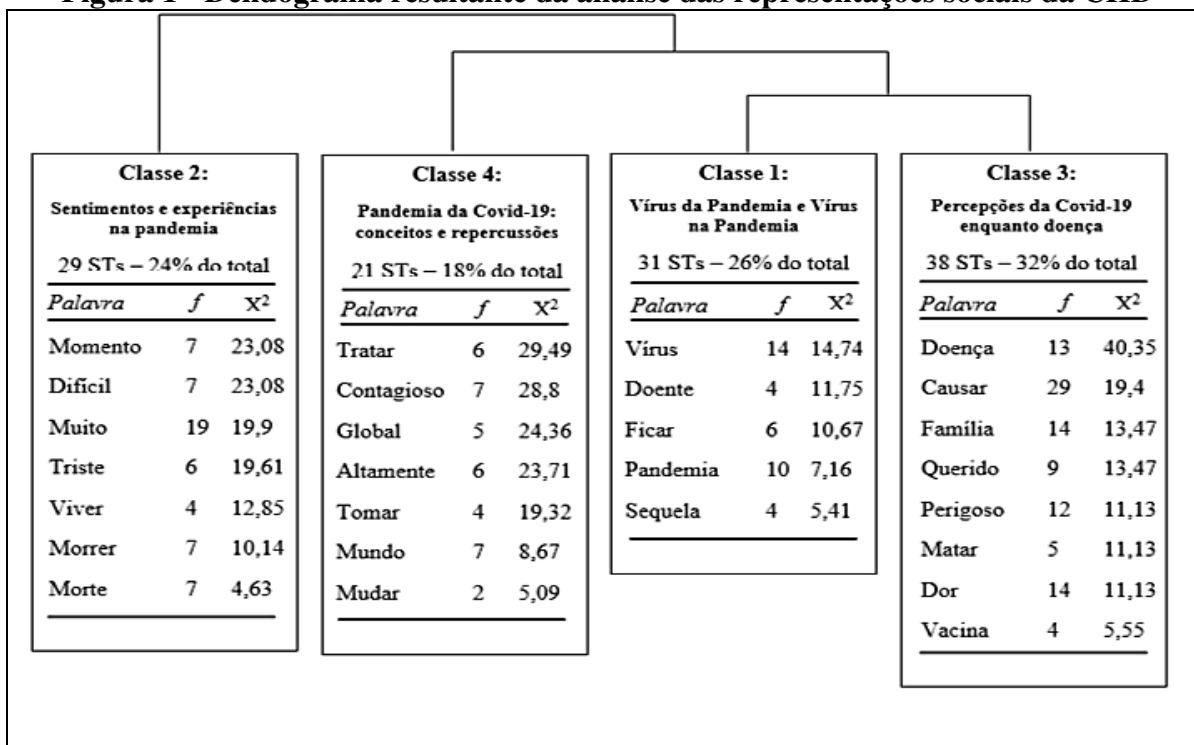 Figura 1 - Dendograma resultante da análise das representações sociais da CHD
Classe 2:
Sentimentos e experiências
na pandemia
29 STs – 24% do total
Palavra f X²
Momento 7 23,08
Difícil 7 23,08
Muito 19 19,9
Triste 6 19,61
Viver 4 12,85
Morrer 7 10,14
Morte 7 4,63
Classe 4:
Pandemia da Covid-19:
conceitos e repercussões
21 STs – 18% do total
Palavra f X²
Tratar 6 29,49
Contagioso 7 28,8
Global 5 24,36
Altamente 6 23,71
Tomar 4 19,32
Mundo 7 8,67
Mudar 2 5,09
Classe 1:
Vírus da Pandemia e Vírus
na Pandemia
31 STs – 26% do total
Palavra f X²
Vírus 14 14,74
Doente 4 11,75
Ficar 6 10,67
Pandemia 10 7,16
Sequela 4 5,41
Classe 3:
Percepções da Covid-19
enquanto doença
38 STs – 32% do total
Palavra f X²
Doença 13 40,35
Causar 29 19,4
Família 14 13,47
Querido 9 13,47
Perigoso 12 11,13
Matar 5 11,13
Dor 14 11,13
Vacina 4 5,55